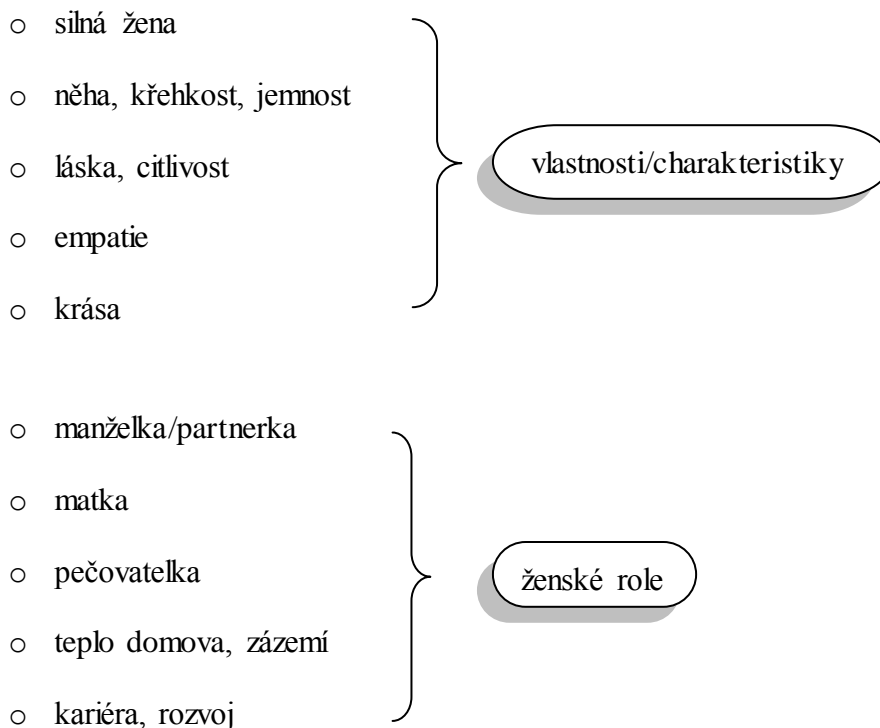 silná žena
něha, křehkost, jemnost
láska, citlivost
empatie
krása
vlastnosti/charakteristiky
manželka/partnerka
matka
pečovatelka
teplo domova, zázemí
kariéra, rozvoj
ženské role